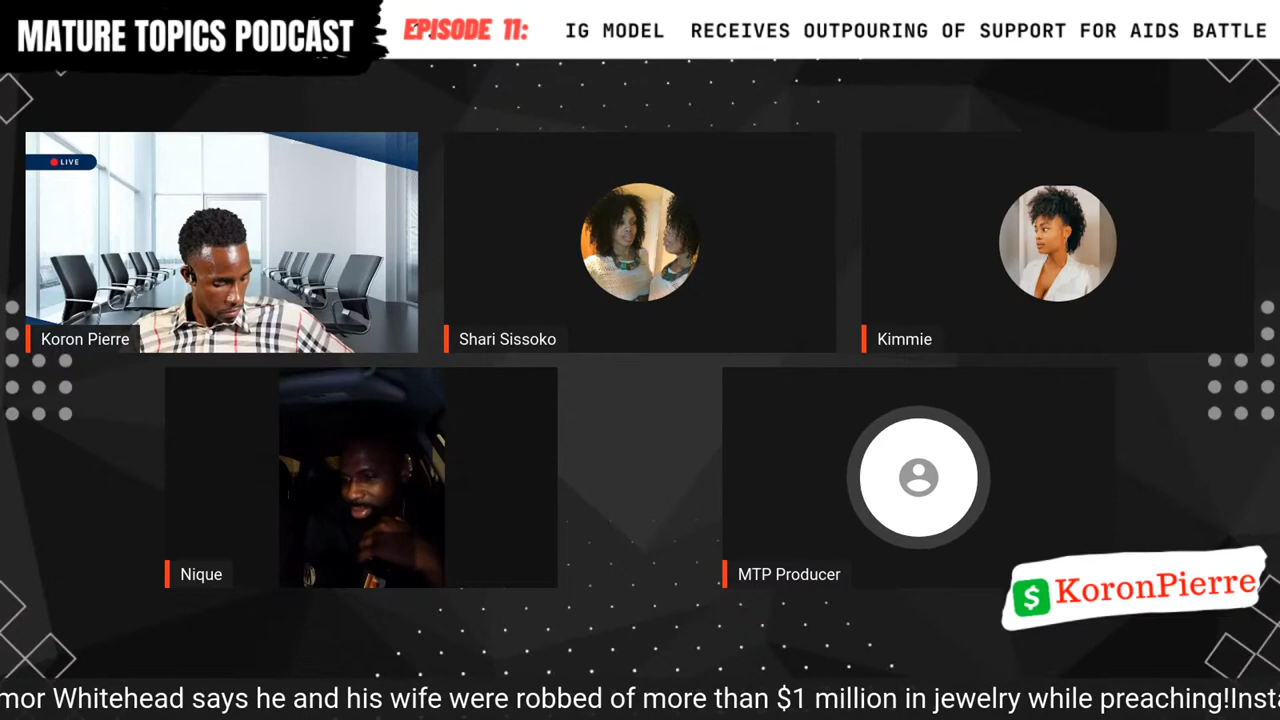 MATURE TOPICS PODCAST
EPISODE 11: IG MODEL RECEIVES OUTPOURING OF SUPPORT FOR AIDS BATTLE
LIVE
Koron Pierre
Shari Sissoko
Kimmie
Nique
MTP Producer
$ KoronPierre
mor Whitehead says he and his wife were robbed of more than $1 million in jewelry while preaching!Inst